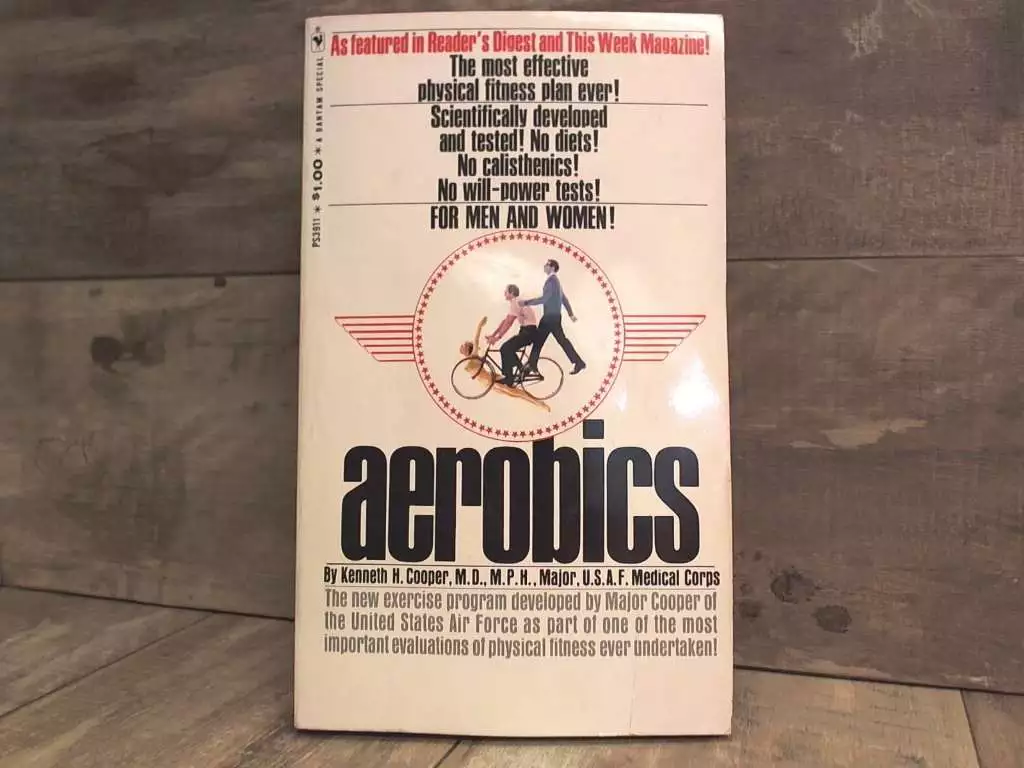 As featured in Reader's Digest and This Week Magazine!
The most effective
physical fitness plan ever!
Scientifically developed
and tested! No diets!
No calisthenics!
No will-power tests!
FOR MEN AND WOMEN!
aerobics
By Kenneth H. Cooper, M.D., M.P.H., Major, U.S.A.F. Medical Corps
The new exercise program developed by Major Cooper of
the United States Air Force as part of one of the most
important evaluations of physical fitness ever undertaken!
PS3911 * $1.00 * A BANTAM SPECIAL